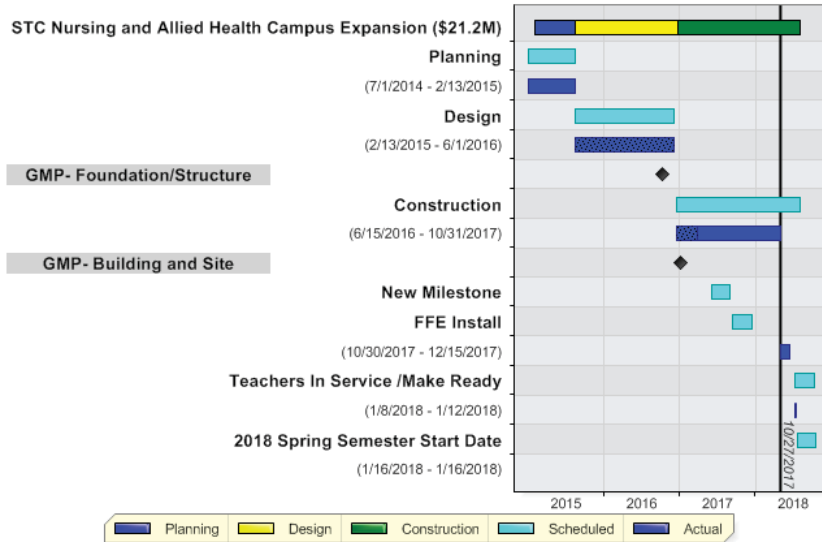 STC Nursing and Allied Health Campus Expansion ($21.2M)
Planning
(7/1/2014 - 2/13/2015)
Design
(2/13/2015 - 6/1/2016)
GMP- Foundation/Structure
Construction
(6/15/2016 - 10/31/2017)
GMP- Building and Site
New Milestone
FFE Install
(10/30/2017 - 12/15/2017)
Teachers In Service /Make Ready
(1/8/2018 - 1/12/2018)
2018 Spring Semester Start Date
(1/16/2018 - 1/16/2018)
10/27/2017
2015 2016 2017 2018
Planning Design Construction Scheduled Actual